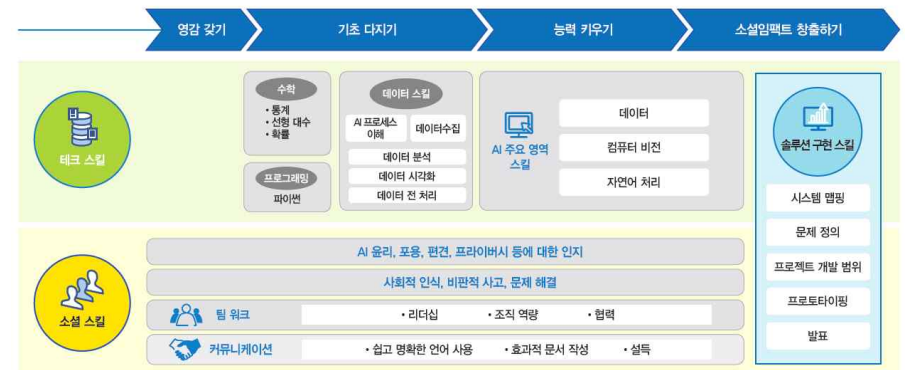 영감 갖기
기초 다지기
능력 키우기
소셜임팩트 창출하기
테크 스킬
수학
• 통계
• 선형 대수
• 확률
프로그래밍
파이썬
데이터 스킬
AI 프로세스
이해
데이터수집
데이터 분석
데이터 시각화
데이터 전 처리
AI 주요 영역
스킬
데이터
컴퓨터 비전
자연어 처리
솔루션 구현 스킬
시스템 맵핑
문제 정의
프로젝트 개발 범위
프로토타이핑
발표
소셜 스킬
AI 윤리, 포용, 편견, 프라이버시 등에 대한 인지
사회적 인식, 비판적 사고, 문제 해결
팀 워크
• 리더십 • 조직 역량 • 협력
커뮤니케이션
• 쉽고 명확한 언어 사용 • 효과적 문서 작성 • 설득